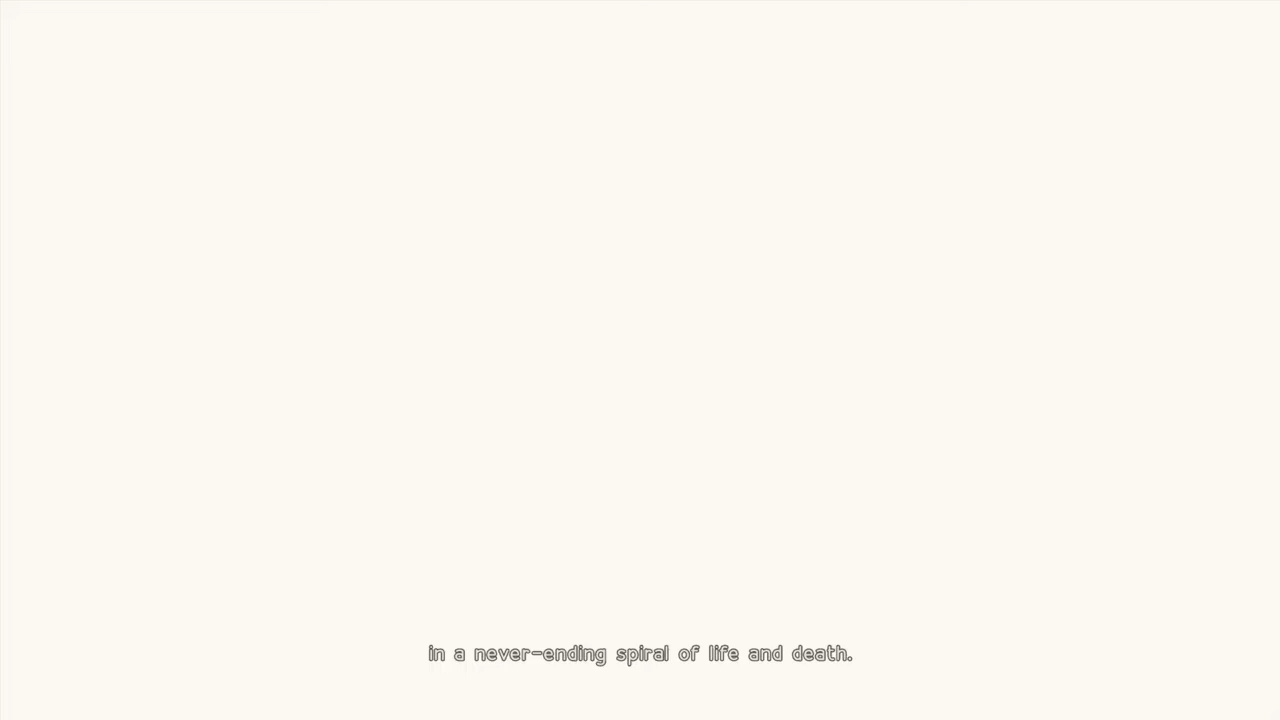 in a never-ending spiral of life and death.